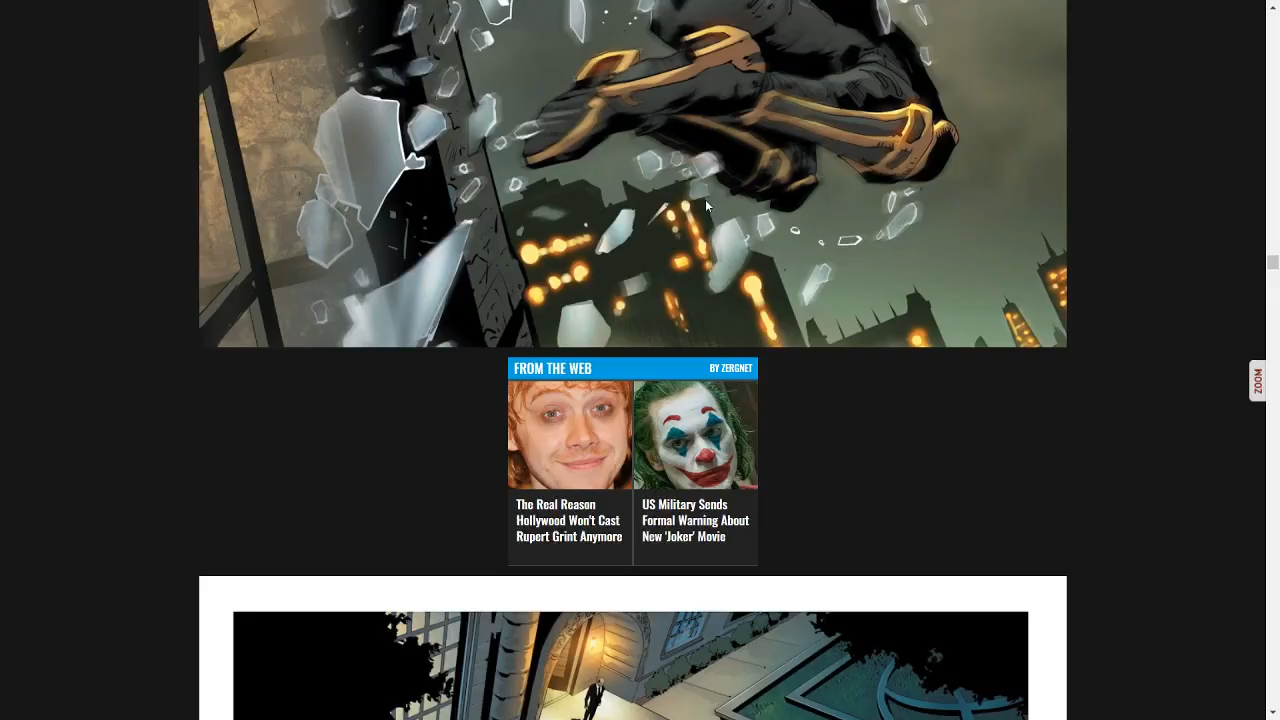 FROM THE WEB
BY ZERGNET
The Real Reason
Hollywood Won't Cast
Rupert Grint Anymore
US Military Sends
Formal Warning About
New 'Joker' Movie
ZOOM